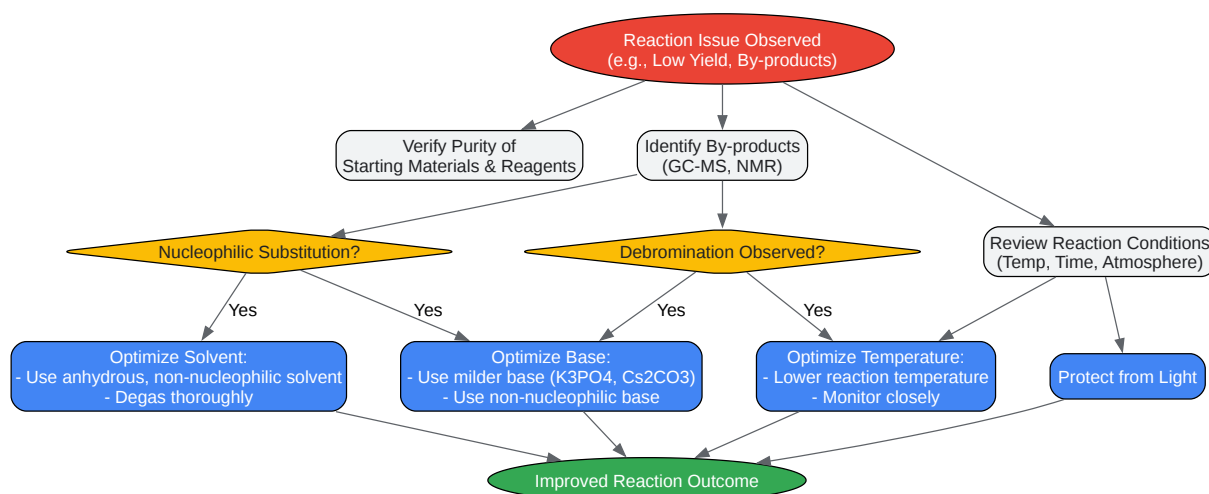 Reaction Issue Observed
(e.g., Low Yield, By-products)
Verify Purity of
Starting Materials & Reagents
Identify By-products
(GC-MS, NMR)
Nucleophilic Substitution?
Debromination Observed?
Review Reaction Conditions
(Temp, Time, Atmosphere)
Yes
Yes
Yes
Yes
Optimize Solvent:
- Use anhydrous, non-nucleophilic solvent
- Degas thoroughly
Optimize Base:
- Use milder base (K3PO4, Cs2CO3)
- Use non-nucleophilic base
Optimize Temperature:
- Lower reaction temperature
- Monitor closely
Protect from Light
Improved Reaction Outcome